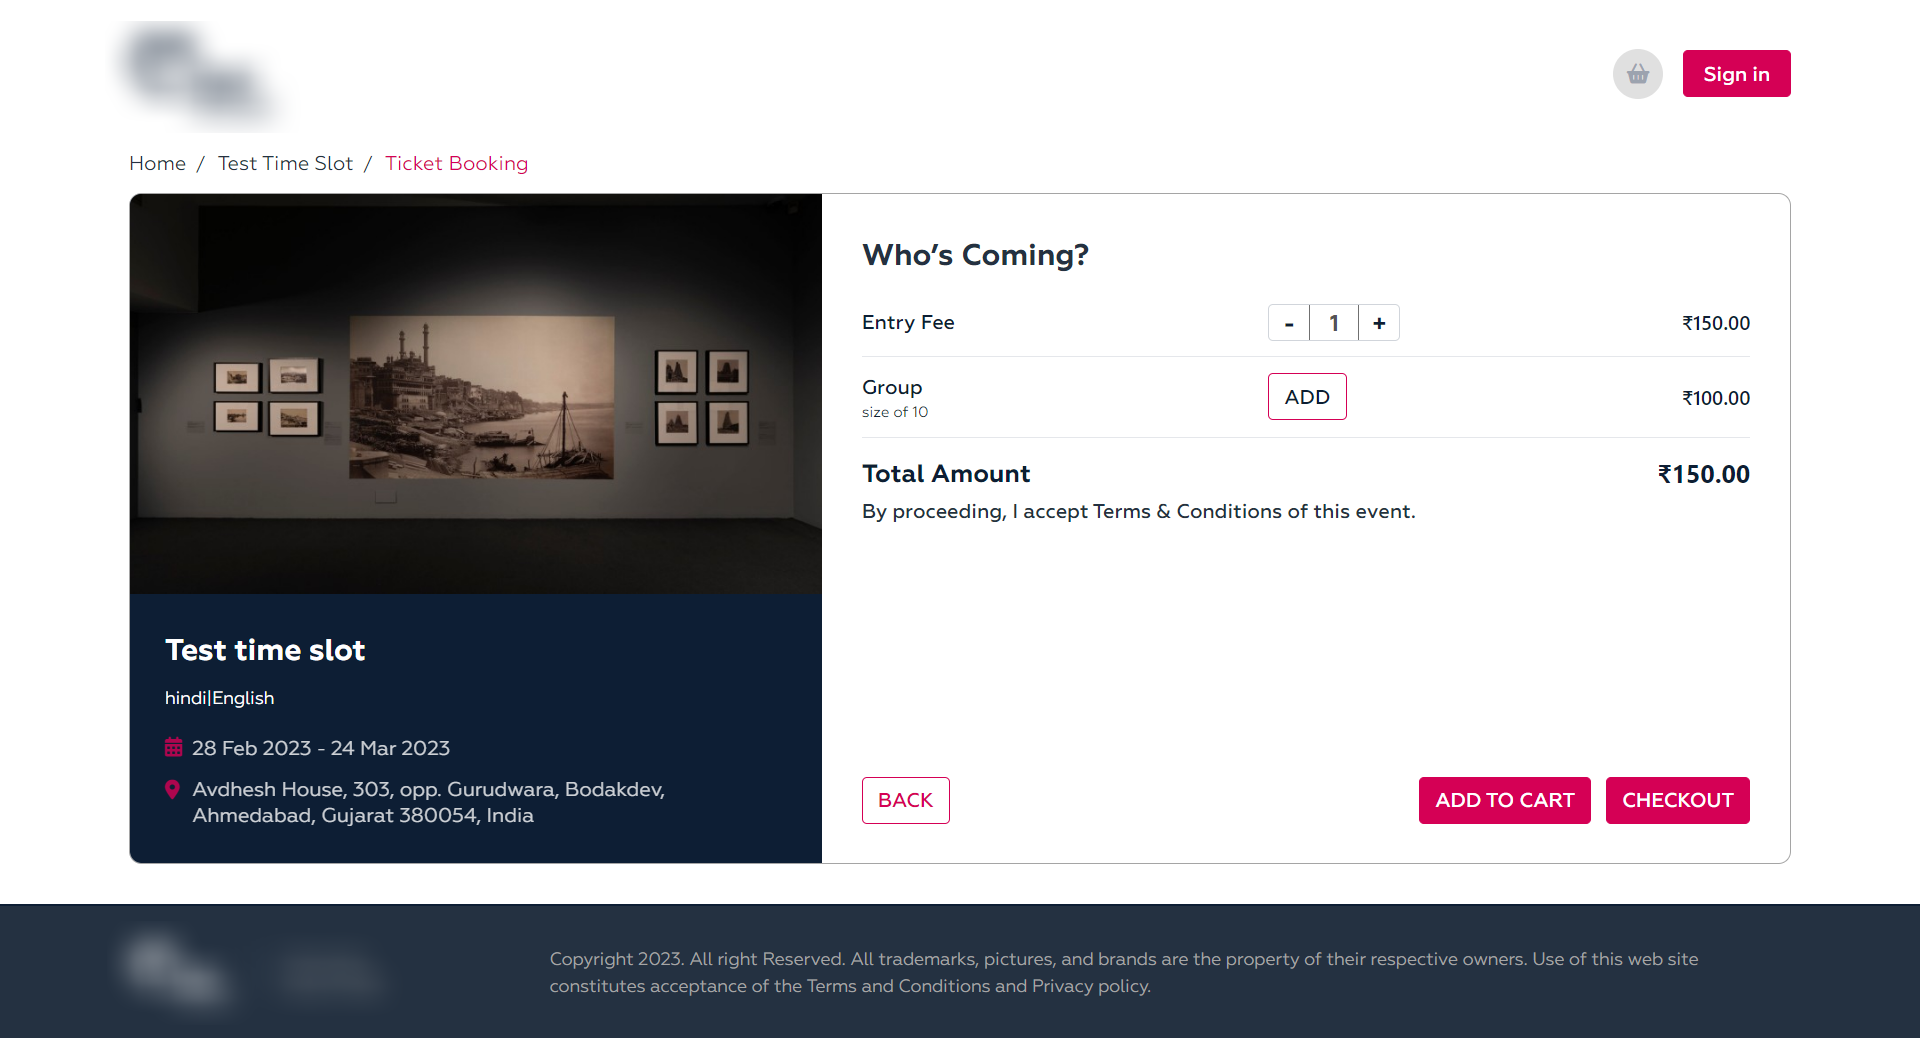 Sign in
Home / Test Time Slot / Ticket Booking
Who's Coming?
Entry Fee - 1 + ₹150.00
Group
size of 10
ADD ₹100.00
Total Amount ₹150.00
By proceeding, I accept Terms & Conditions of this event.
Test time slot
hindi|English
28 Feb 2023 - 24 Mar 2023
Avdhesh House, 303, opp. Gurudwara, Bodakdev,
Ahmedabad, Gujarat 380054, India
BACK ADD TO CART CHECKOUT
Copyright 2023. All right Reserved. All trademarks, pictures, and brands are the property of their respective owners. Use of this web site
constitutes acceptance of the Terms and Conditions and Privacy policy.